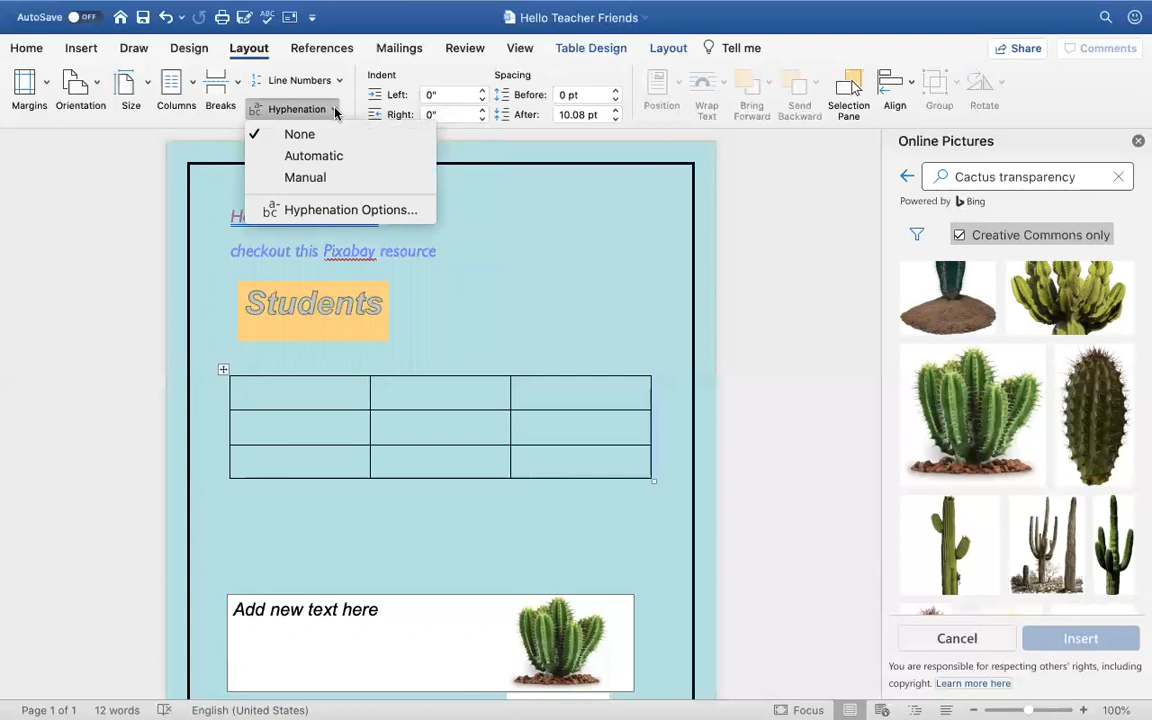 AutoSave OFF
Hello Teacher Friends
Home Insert Draw Design Layout References Mailings Review View Table Design Layout Tell me Share Comments
Margins Orientation Size Columns Breaks
Line Numbers
Hyphenation
Indent
Left: 0"
Right: 0"
Spacing
Before: 0 pt
After: 10.08 pt
Position Wrap Text Bring Forward Send Backward Selection Pane Align Group Rotate
None
Automatic
Manual
Hyphenation Options...
checkout this Pixabay resource
Students
Add new text here
Online Pictures
Cactus transparency
Powered by Bing
Creative Commons only
Cancel Insert
You are responsible for respecting others' rights, including
copyright. Learn more here
Page 1 of 1 12 words English (United States) Focus 100%